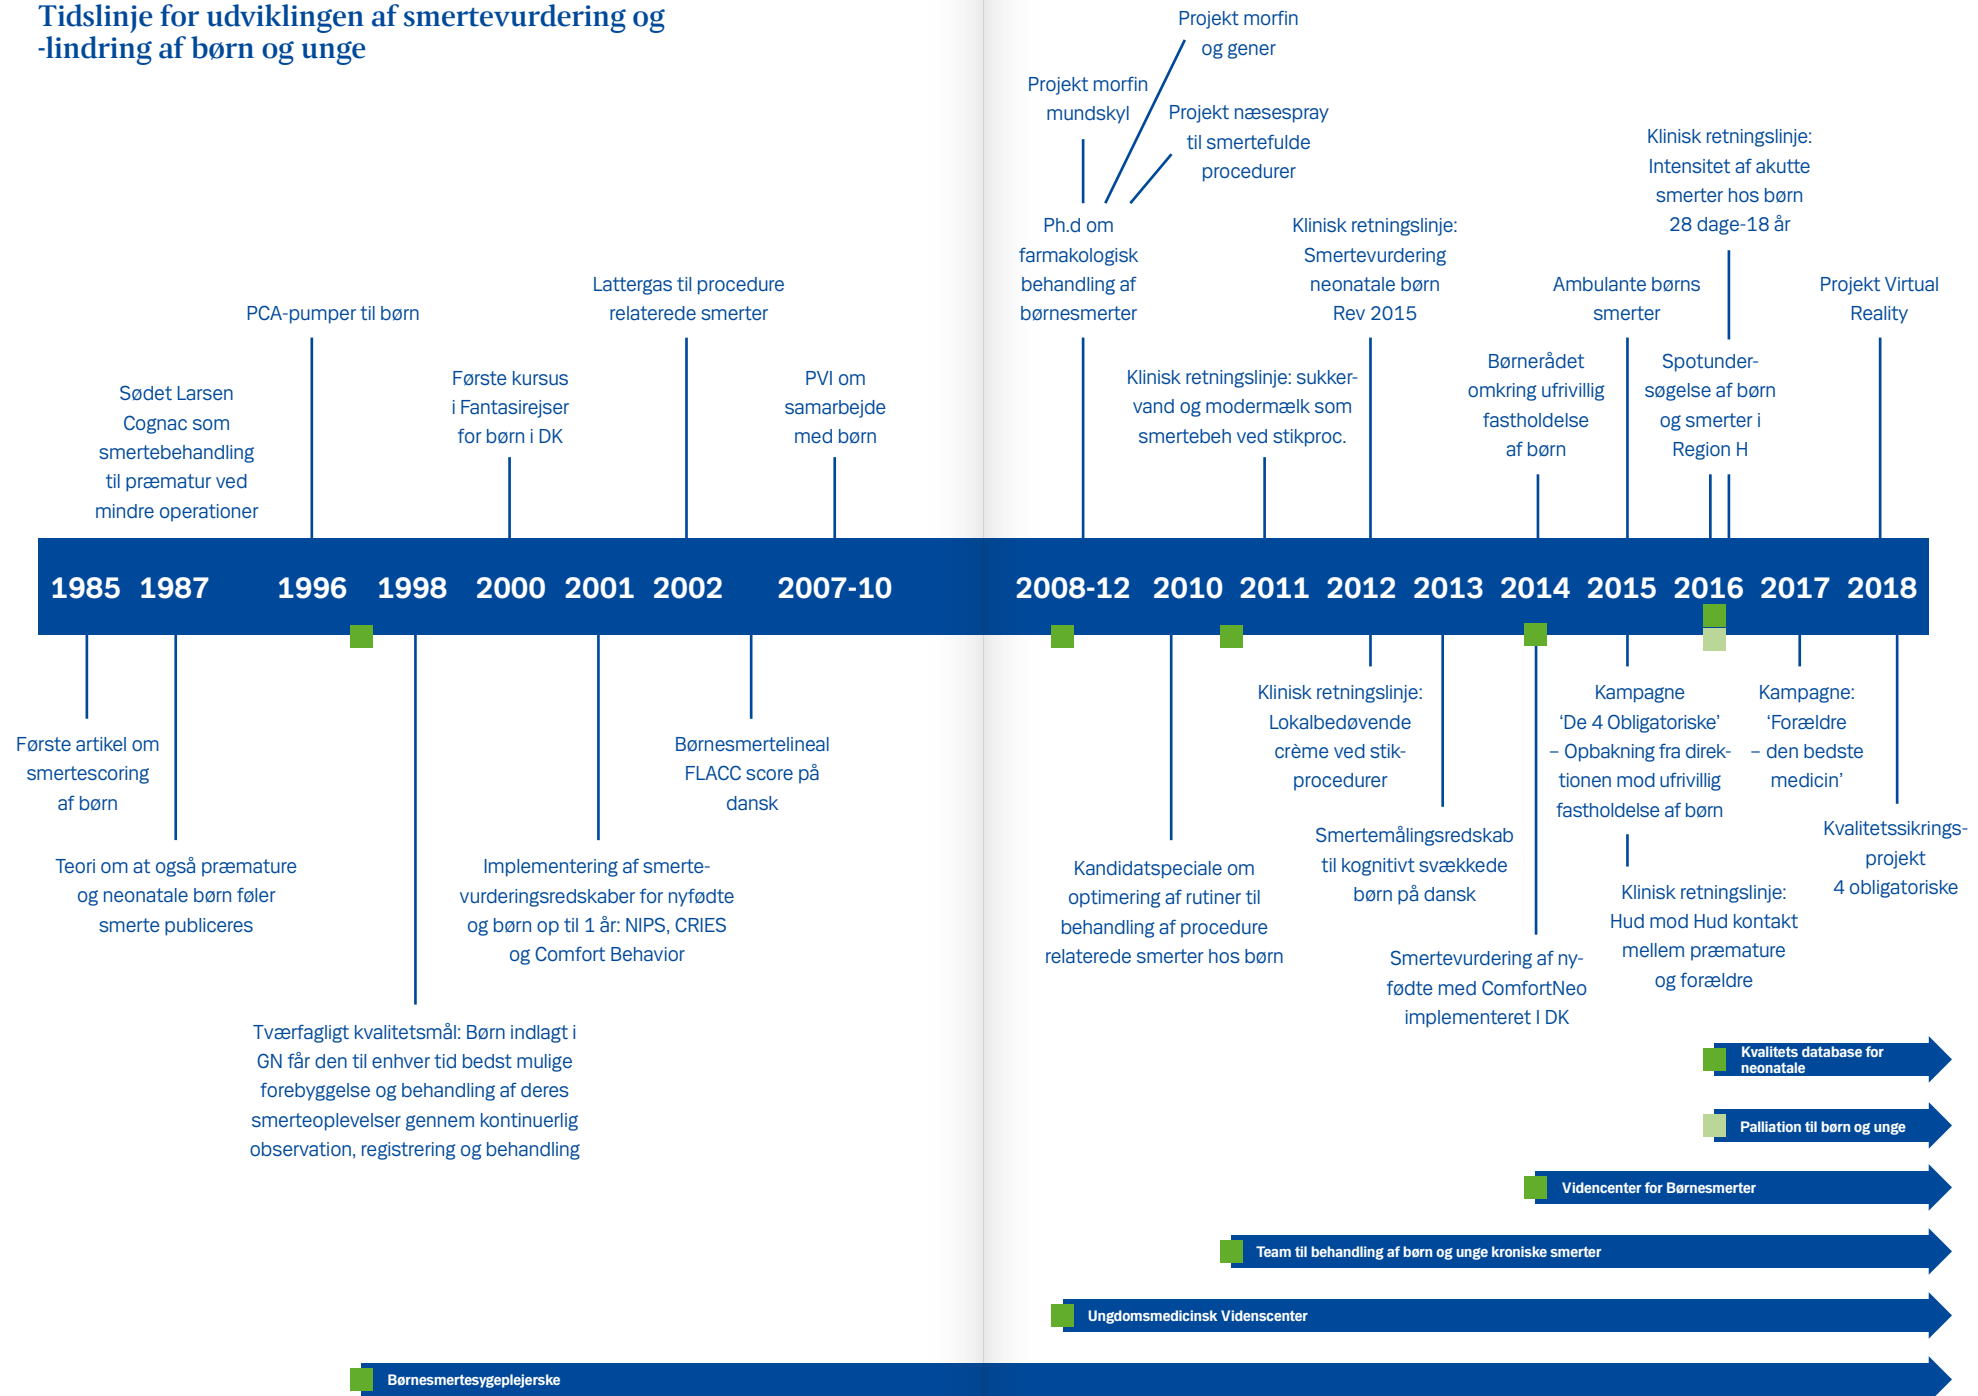 Tidslinje for udviklingen af smertevurdering og
-lindring af børn og unge
Projekt morfin
og gener
Projekt morfin
mundskyl
Projekt næsespray
til smertefulde
procedurer
Klinisk retningslinje:
Intensitet af akutte
smerter hos børn
28 dage-18 år
Ph.d om
farmakologisk
behandling af
børnesmerter
Klinisk retningslinje:
Smertevurdering
neonatale børn
Rev 2015
PCA-pumper til børn
Lattergas til procedure
relaterede smerter
Ambulante børns
smerter
Projekt Virtual
Reality
Sødet Larsen
Cognac som
smertebehandling
til præmatur ved
mindre operationer
Første kursus
i Fantasirejser
for børn i DK
PVI om
samarbejde
med børn
Klinisk retningslinje: sukker-
vand og modermælk som
smertebeh ved stikproc.
Børnerådet
omkring ufrivillig
fastholdelse
af børn
Spotunder-
søgelse af børn
og smerter i
Region H
1985 1987 1996 1998 2000 2001 2002 2007-10 2008-12 2010 2011 2012 2013 2014 2015 2016 2017 2018
Første artikel om
smertescoring
af børn
Teori om at også præmature
og neonatale børn føler
smerte publiceres
Tværfagligt kvalitetsmål: Børn indlagt i
GN får den til enhver tid bedst mulige
forebyggelse og behandling af deres
smerteoplevelser gennem kontinuerlig
observation, registrering og behandling
Implementering af smerte-
vurderingsredskaber for nyfødte
og børn op til 1 år: NIPS, CRIES
og Comfort Behavior
Børnesmertelineal
FLACC score på
dansk
Kandidatspeciale om
optimering af rutiner til
behandling af procedure
relaterede smerter hos børn
Klinisk retningslinje:
Lokalbedøvende
crème ved stik-
procedurer
Smertemålingsredskab
til kognitivt svækkede
børn på dansk
Smertevurdering af ny-
fødte med ComfortNeo
implementeret I DK
Kampagne
‘De 4 Obligatoriske’
– Opbakning fra direk-
tionen mod ufrivillig
fastholdelse af børn
Klinisk retningslinje:
Hud mod Hud kontakt
mellem præmature
og forældre
Kampagne:
‘Forældre
– den bedste
medicin’
Kvalitetssikrings-
projekt
4 obligatoriske
Kvalitets database for
neonatale
Palliation til børn og unge
Videncenter for Børnesmerter
Team til behandling af børn og unge kroniske smerter
Ungdomsmedicinsk Videnscenter
Børnesmertesygeplejerske